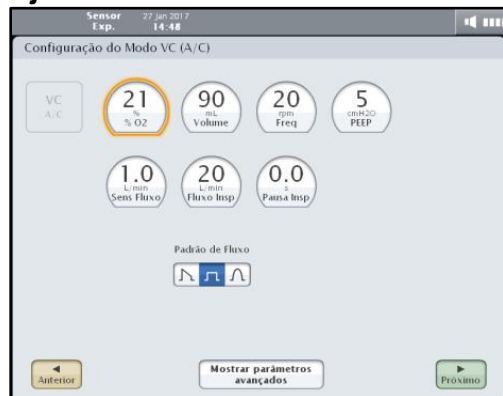 Sensor 27 Jan 2017
Exp. 14:48
Configuração do Modo VC (A/C)
VC
A/C
21
%
% O2
90
mL
Volume
20
rpm
Freq
5
cmH2O
PEEP
1.0
L/min
Sens Fluxo
20
L/min
Fluxo Insp
0.0
s
Pausa Insp
Padrão de Fluxo
Anterior
Mostrar parâmetros
avançados
Próximo